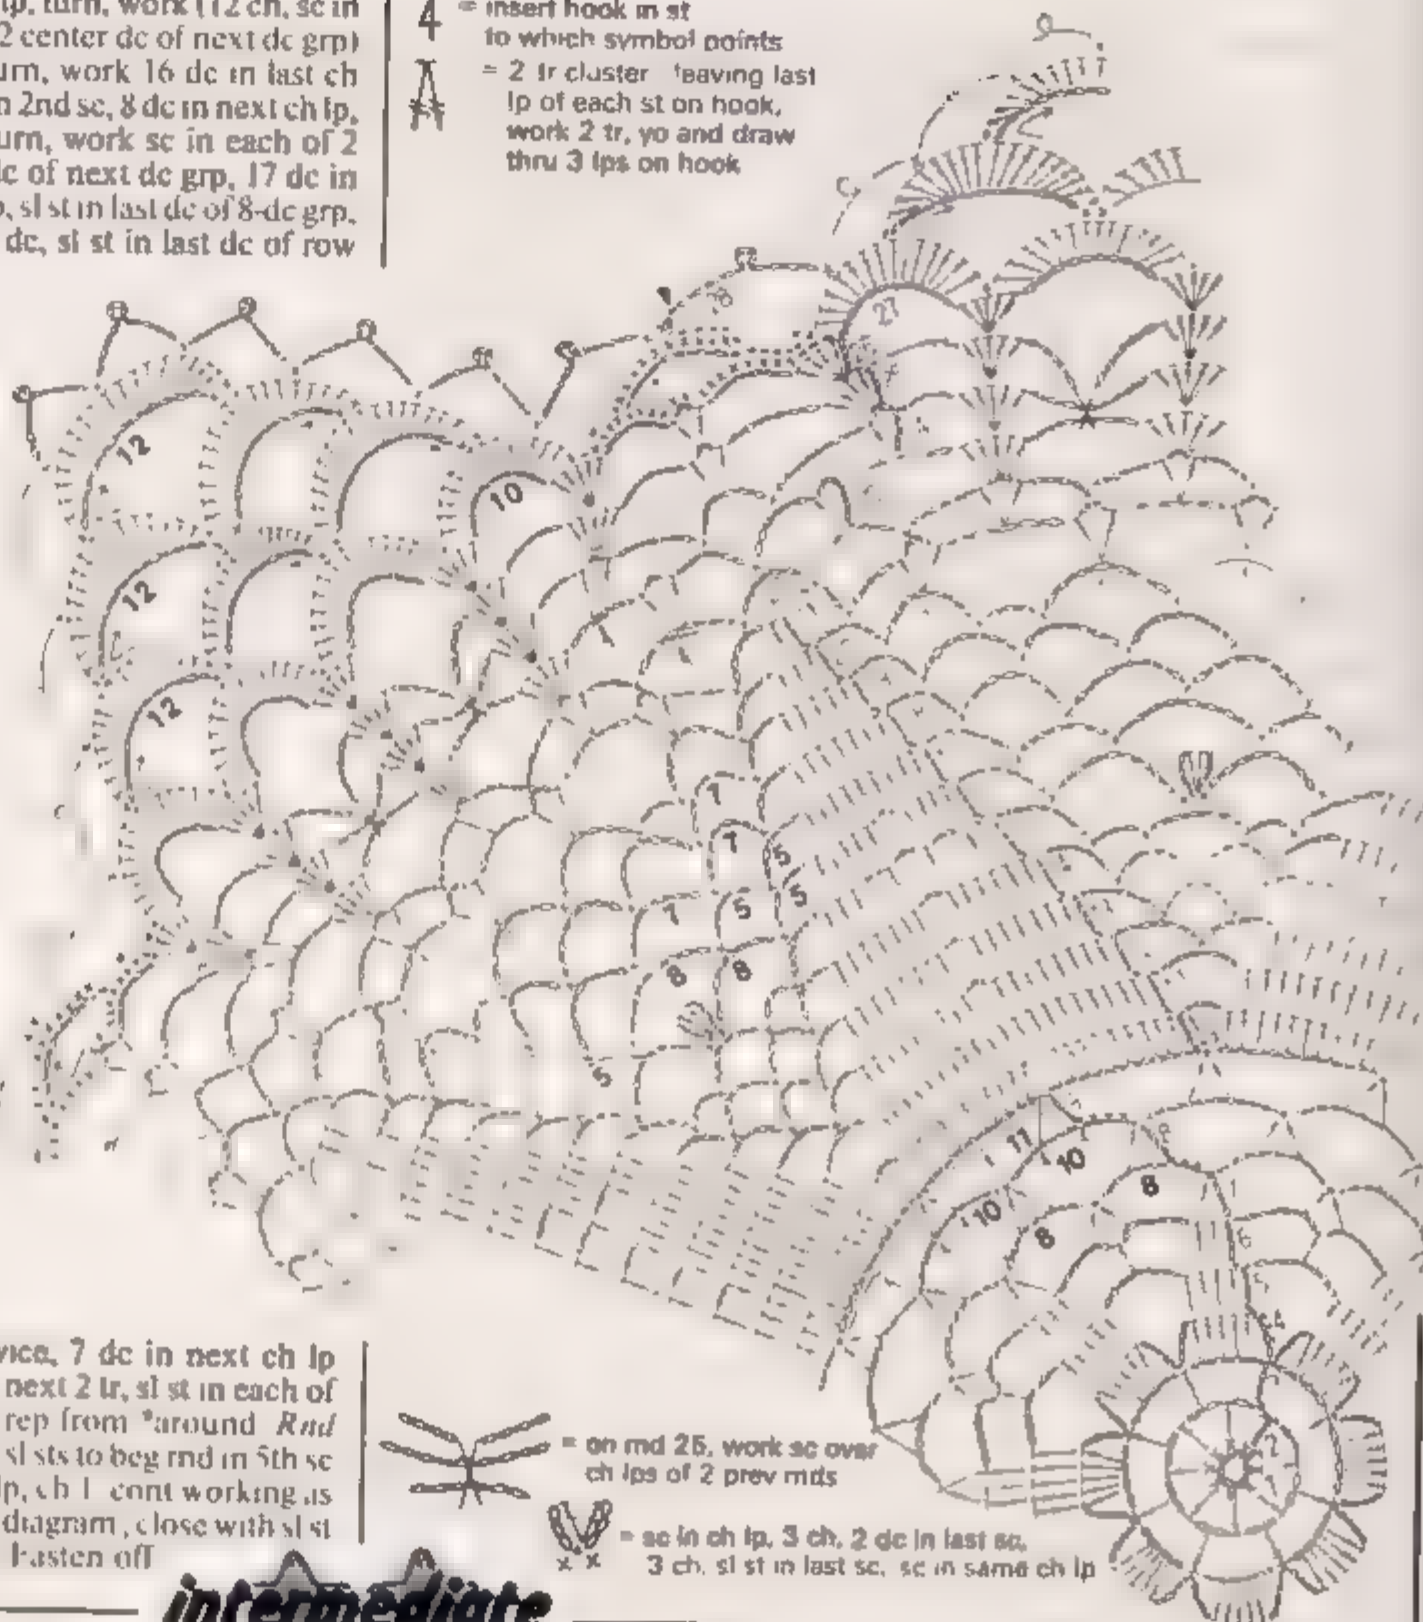 lp, turn, work (12 ch, sc in
2 center dc of next dc grp)
urn, work 16 dc in last ch
n 2nd sc, 8 dc in next ch lp,
urn, work sc in each of 2
lc of next dc grp, 17 dc in
, sl st in last dc of 8-dc grp,
dc, sl st in last dc of row
= insert hook in st
to which symbol points
= 2 tr cluster leaving last
lp of each st on hook,
work 2 tr, yo and draw
thru 3 lps on hook
27
12
10
12
12
7
7
5
5
7
5
8
8
5
11
10
8
10
8
6
2
vice, 7 dc in next ch lp
next 2 tr, sl st in each of
rep from *around Rnd
sl sts to beg rnd in 5th sc
lp, ch 1 cont working as
diagram, close with sl st
Fasten off
= on rnd 26, work sc over
ch lps of 2 prev rnds
= sc in ch lp, 3 ch, 2 dc in last sc,
3 ch, sl st in last sc, sc in same ch lp
intermediate